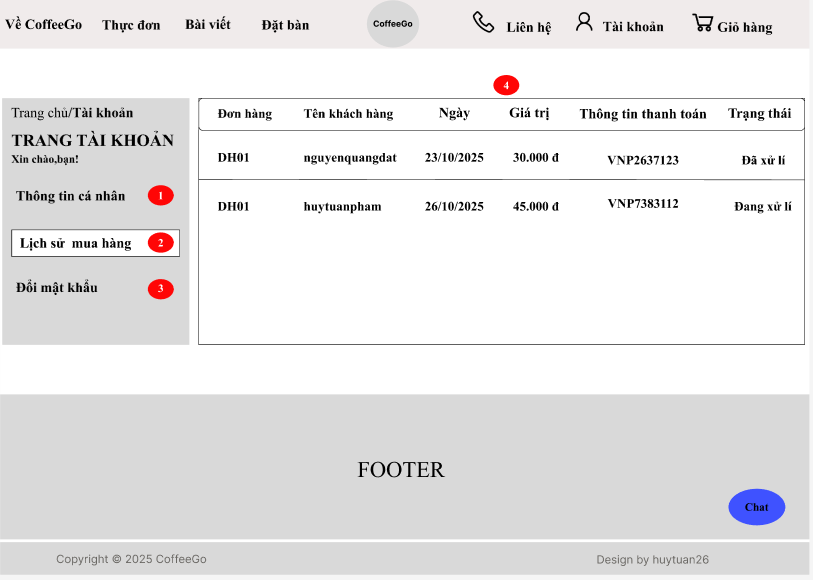 Về CoffeeGo Thực đơn Bài viết Đặt bàn CoffeeGo Liên hệ Tài khoản Giỏ hàng
4
Trang chủ/Tài khoản
TRANG TÀI KHOẢN
Xin chào,bạn!
Thông tin cá nhân 1
Lịch sử mua hàng 2
Đổi mật khẩu 3
Đơn hàng Tên khách hàng Ngày Giá trị Thông tin thanh toán Trạng thái
DH01 nguyenquangdat 23/10/2025 30.000 đ VNP2637123 Đã xử lí
DH01 huytuanpham 26/10/2025 45.000 đ VNP7383112 Đang xử lí
FOOTER
Chat
Copyright © 2025 CoffeeGo Design by huytuan26